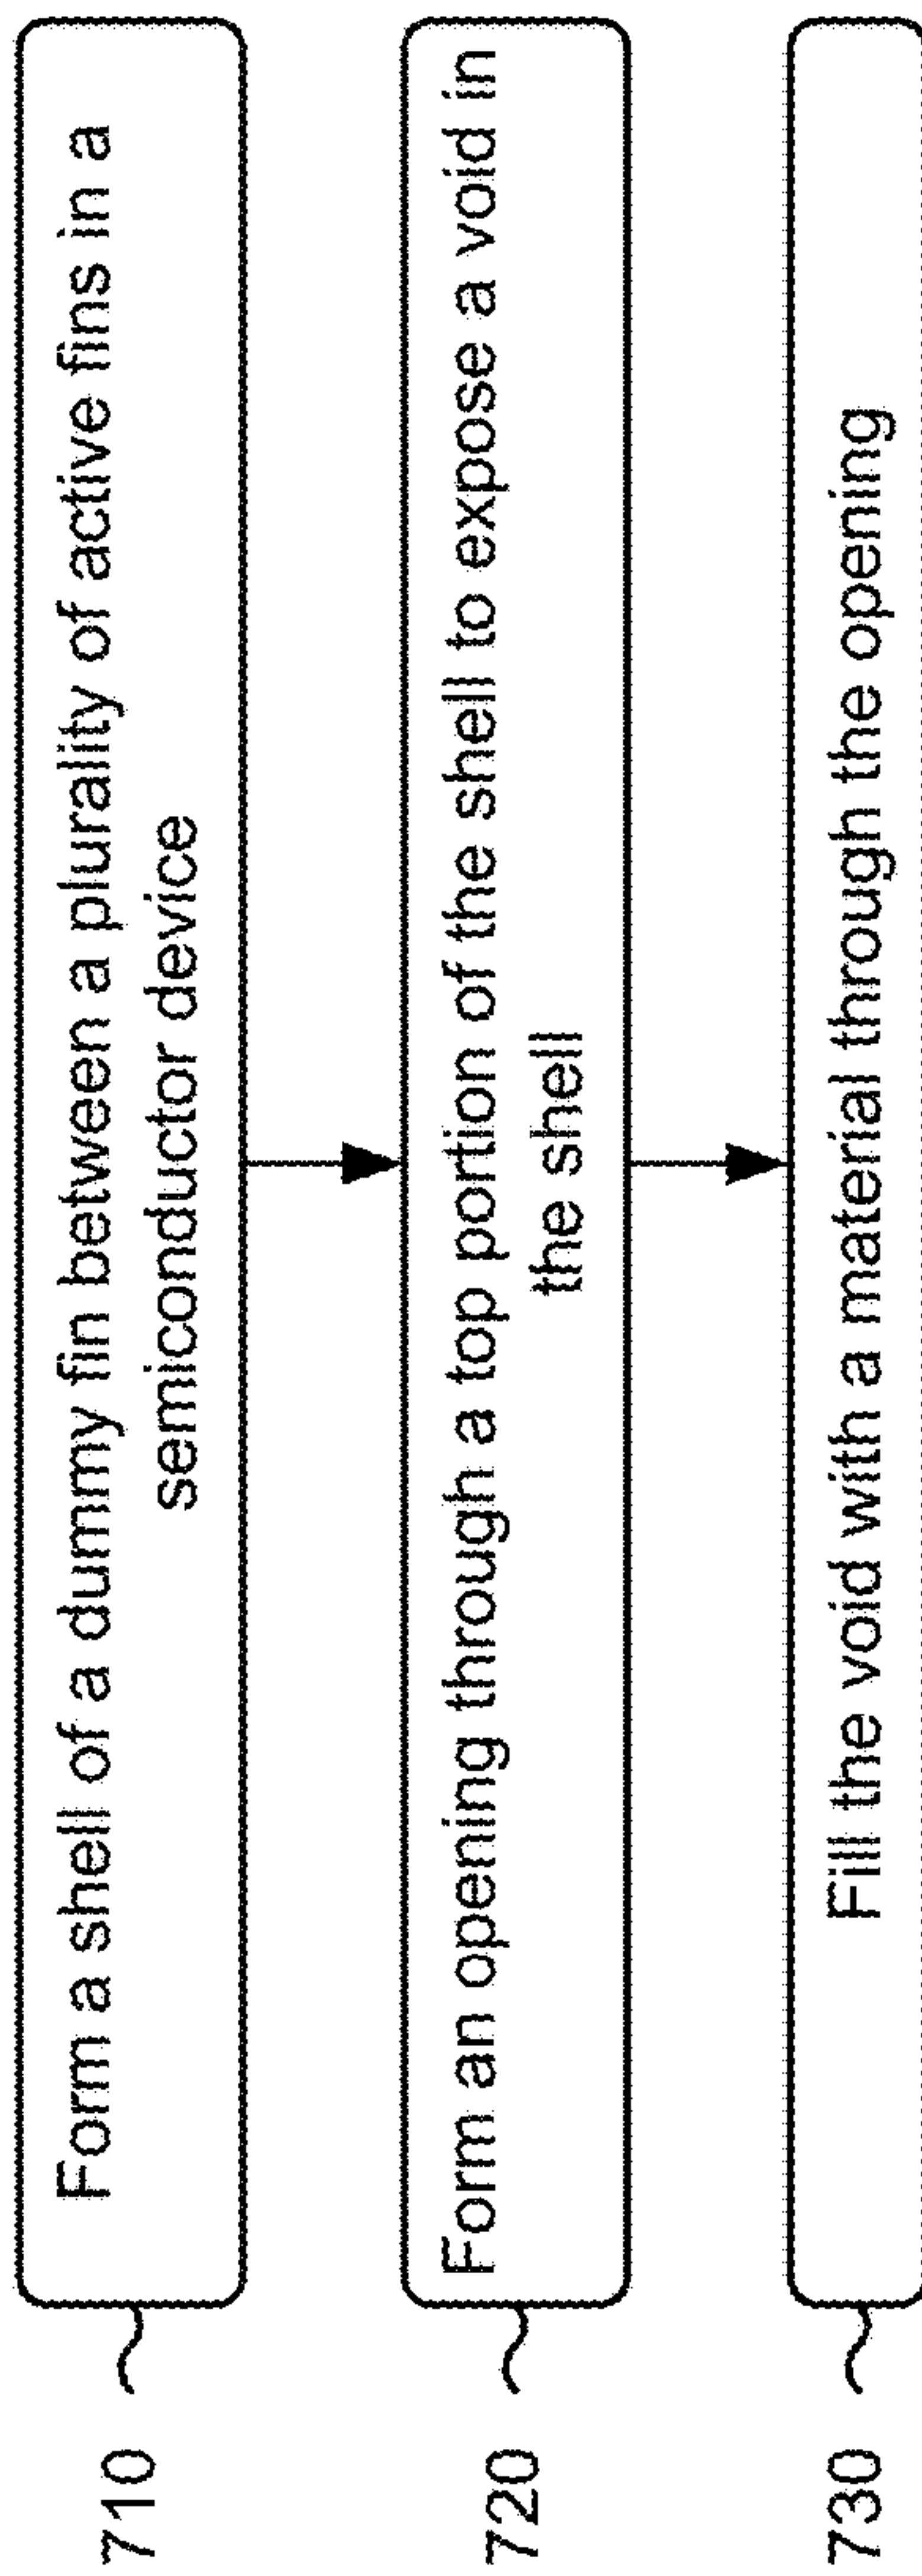 710
Form a shell of a dummy fin between a plurality of active fins in a
semiconductor device
720
Form an opening through a top portion of the shell to expose a void in
the shell
730
Fill the void with a material through the opening